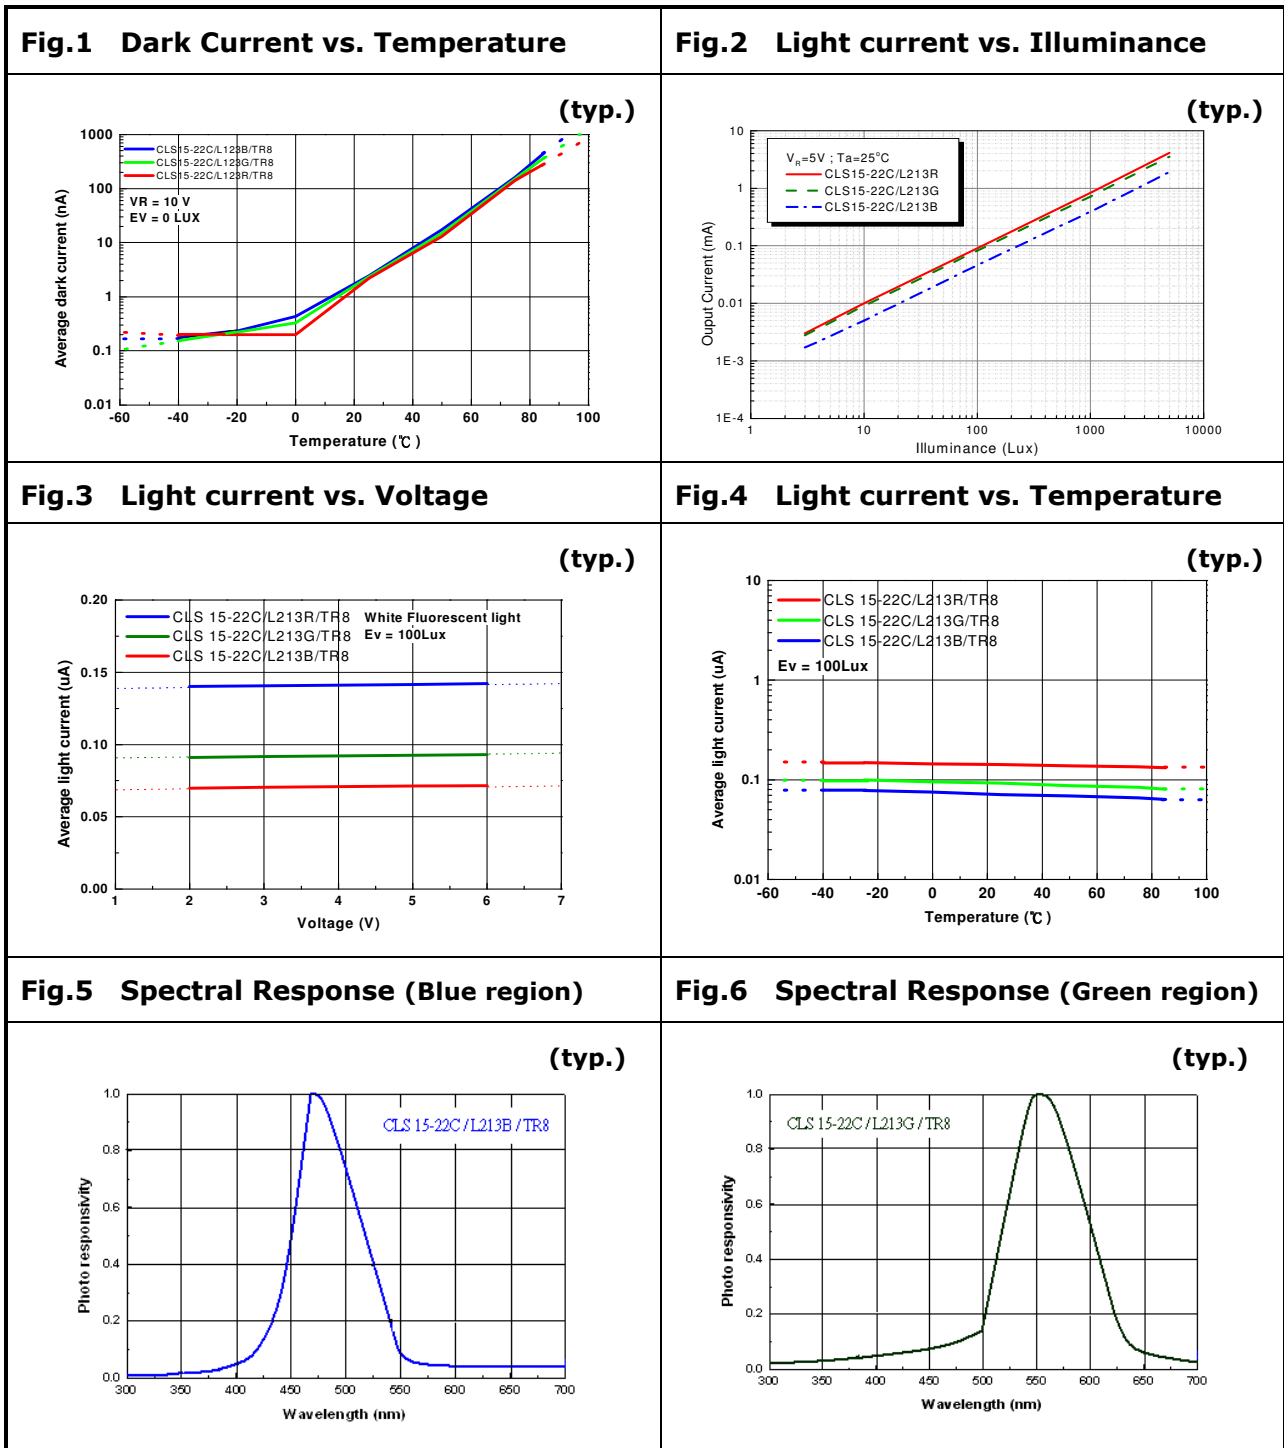 Fig.1 Dark Current vs. Temperature
Fig.2 Light current vs. Illuminance
(typ.)
1000
100
10
1
0.1
0.01
Average dark current (nA)
CLS15-22C/L123B/TR8
CLS15-22C/L123G/TR8
CLS15-22C/L123R/TR8
VR = 10 V
EV = 0 LUX
-60 -40 -20 0 20 40 60 80 100
Temperature (℃)
(typ.)
10
1
0.1
0.01
1E-3
1E-4
Ouput Current (mA)
VR=5V ; Ta=25°C
CLS15-22C/L213R
CLS15-22C/L213G
CLS15-22C/L213B
1 10 100 1000 10000
Illuminance (Lux)
Fig.3 Light current vs. Voltage
Fig.4 Light current vs. Temperature
(typ.)
0.20
0.15
0.10
0.05
0.00
Average light current (uA)
CLS 15-22C/L213R/TR8 White Fluorescent light
CLS 15-22C/L213G/TR8 Ev = 100Lux
CLS 15-22C/L213B/TR8
1 2 3 4 5 6 7
Voltage (V)
(typ.)
10
1
0.1
0.01
Average light current (uA)
CLS 15-22C/L213R/TR8
CLS 15-22C/L213G/TR8
CLS 15-22C/L213B/TR8
Ev = 100Lux
-60 -40 -20 0 20 40 60 80 100
Temperature (℃)
Fig.5 Spectral Response (Blue region)
Fig.6 Spectral Response (Green region)
(typ.)
1.0
0.8
0.6
0.4
0.2
0.0
Photo responsivity
CLS 15-22C / L213B / TR8
300 350 400 450 500 550 600 650 700
Wavelength (nm)
(typ.)
1.0
0.8
0.6
0.4
0.2
0.0
Photo responsivity
CLS 15-22C / L213G / TR8
300 350 400 450 500 550 600 650 700
Wavelength (nm)